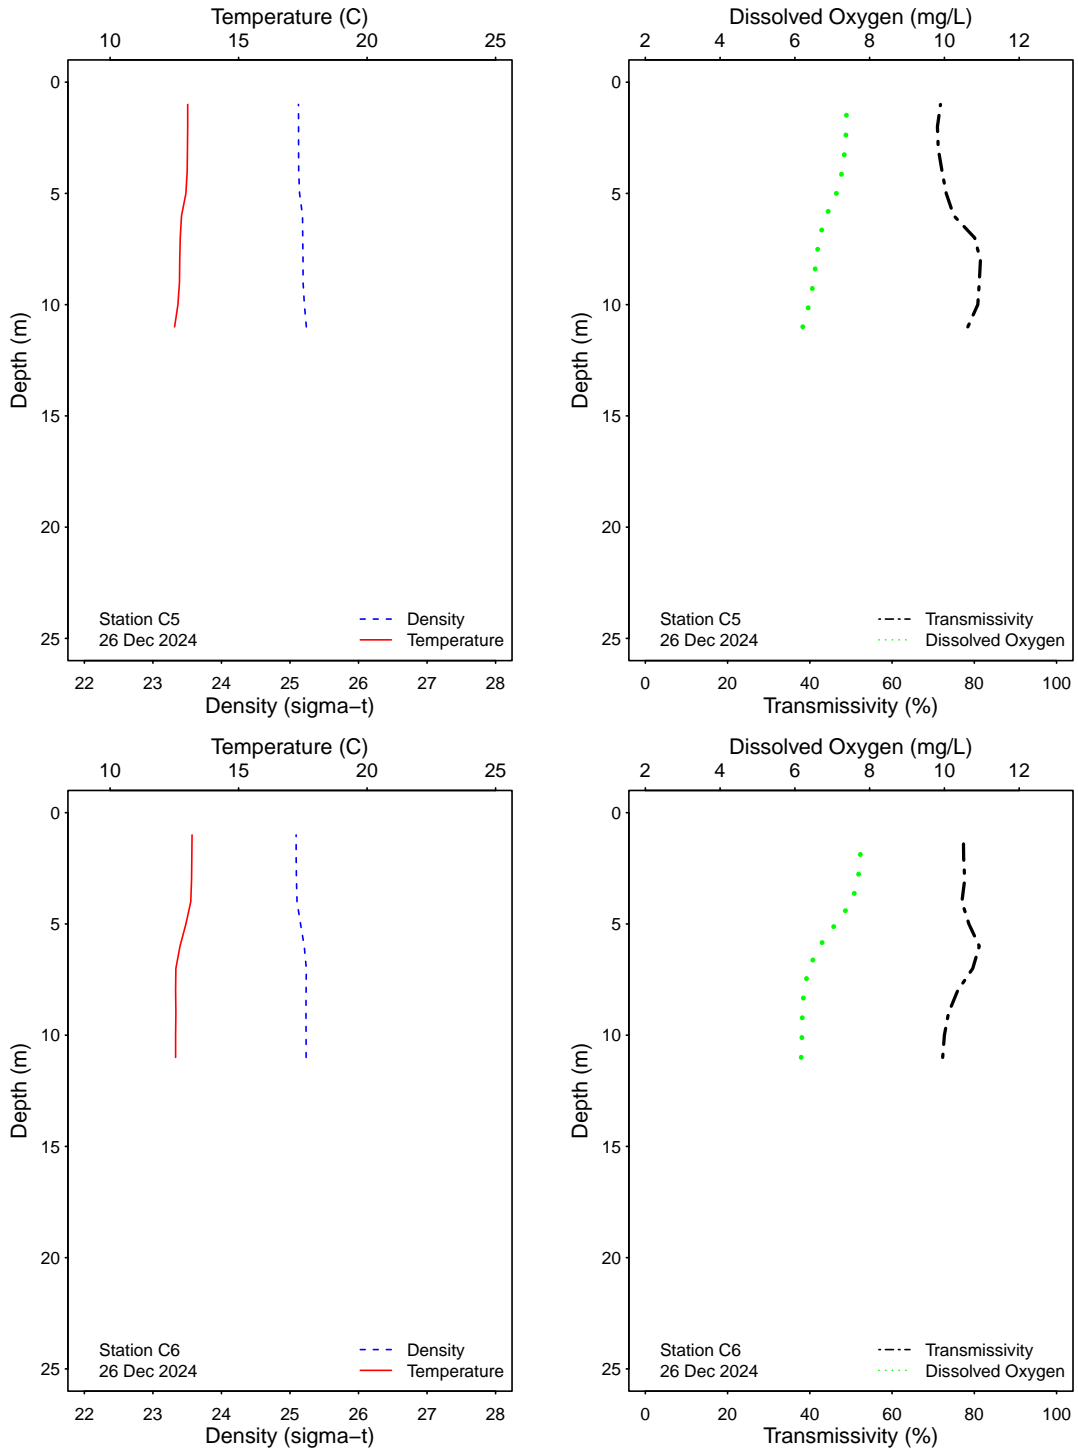 Temperature (C)
10 15 20 25
0
5
10
15
20
25
Depth (m)
Station C5
26 Dec 2024
Density
Temperature
22 23 24 25 26 27 28
Density (sigma−t)
Dissolved Oxygen (mg/L)
2 4 6 8 10 12
0
5
10
15
20
25
Depth (m)
Station C5
26 Dec 2024
Transmissivity
Dissolved Oxygen
0 20 40 60 80 100
Transmissivity (%)
Temperature (C)
10 15 20 25
0
5
10
15
20
25
Depth (m)
Station C6
26 Dec 2024
Density
Temperature
22 23 24 25 26 27 28
Density (sigma−t)
Dissolved Oxygen (mg/L)
2 4 6 8 10 12
0
5
10
15
20
25
Depth (m)
Station C6
26 Dec 2024
Transmissivity
Dissolved Oxygen
0 20 40 60 80 100
Transmissivity (%)